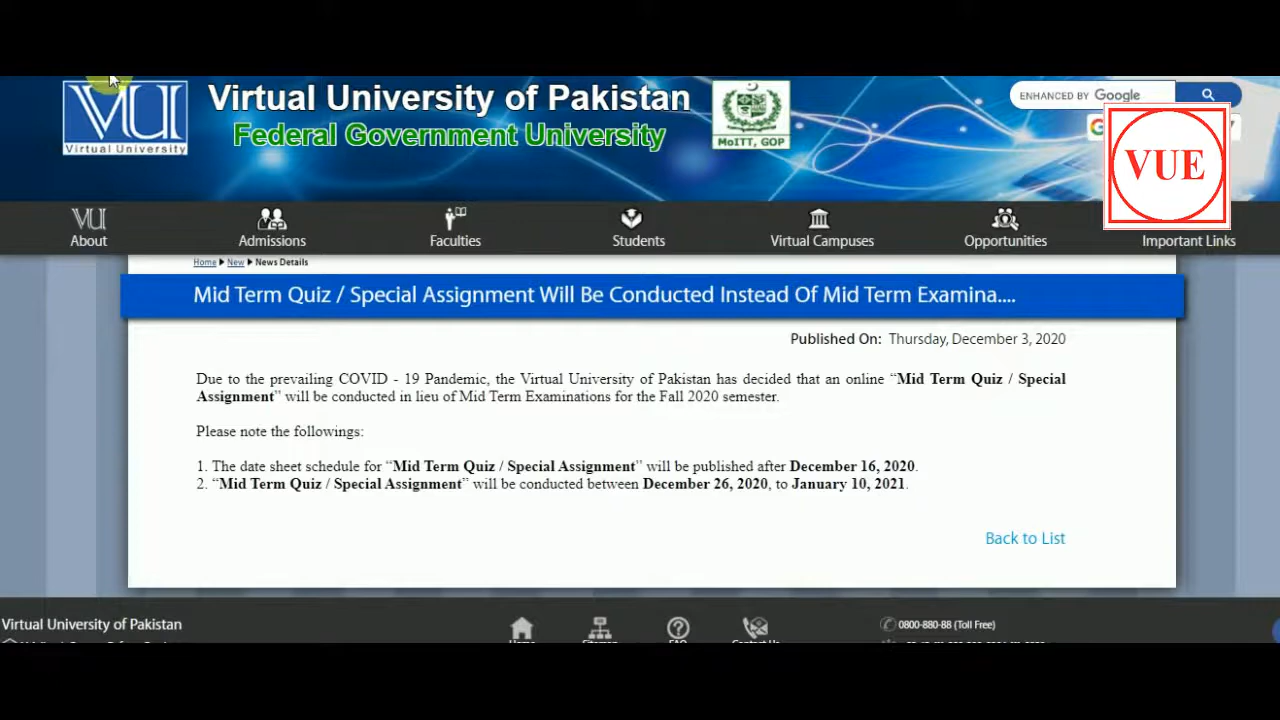 VU
Virtual University
Virtual University of Pakistan
Federal Government University
MoITT, GOP
ENHANCED BY Google
G
VUE
VU
About
Admissions
Faculties
Students
Virtual Campuses
Opportunities
Important Links
Home New News Details
Mid Term Quiz / Special Assignment Will Be Conducted Instead Of Mid Term Examina....
Published On: Thursday, December 3, 2020
Due to the prevailing COVID - 19 Pandemic, the Virtual University of Pakistan has decided that an online “Mid Term Quiz / Special
Assignment” will be conducted in lieu of Mid Term Examinations for the Fall 2020 semester.
Please note the followings:
1. The date sheet schedule for “Mid Term Quiz / Special Assignment” will be published after December 16, 2020.
2. “Mid Term Quiz / Special Assignment” will be conducted between December 26, 2020, to January 10, 2021.
Back to List
Virtual University of Pakistan
0800-880-88 (Toll Free)
Home
Sitemap
FAQ
Contact Us